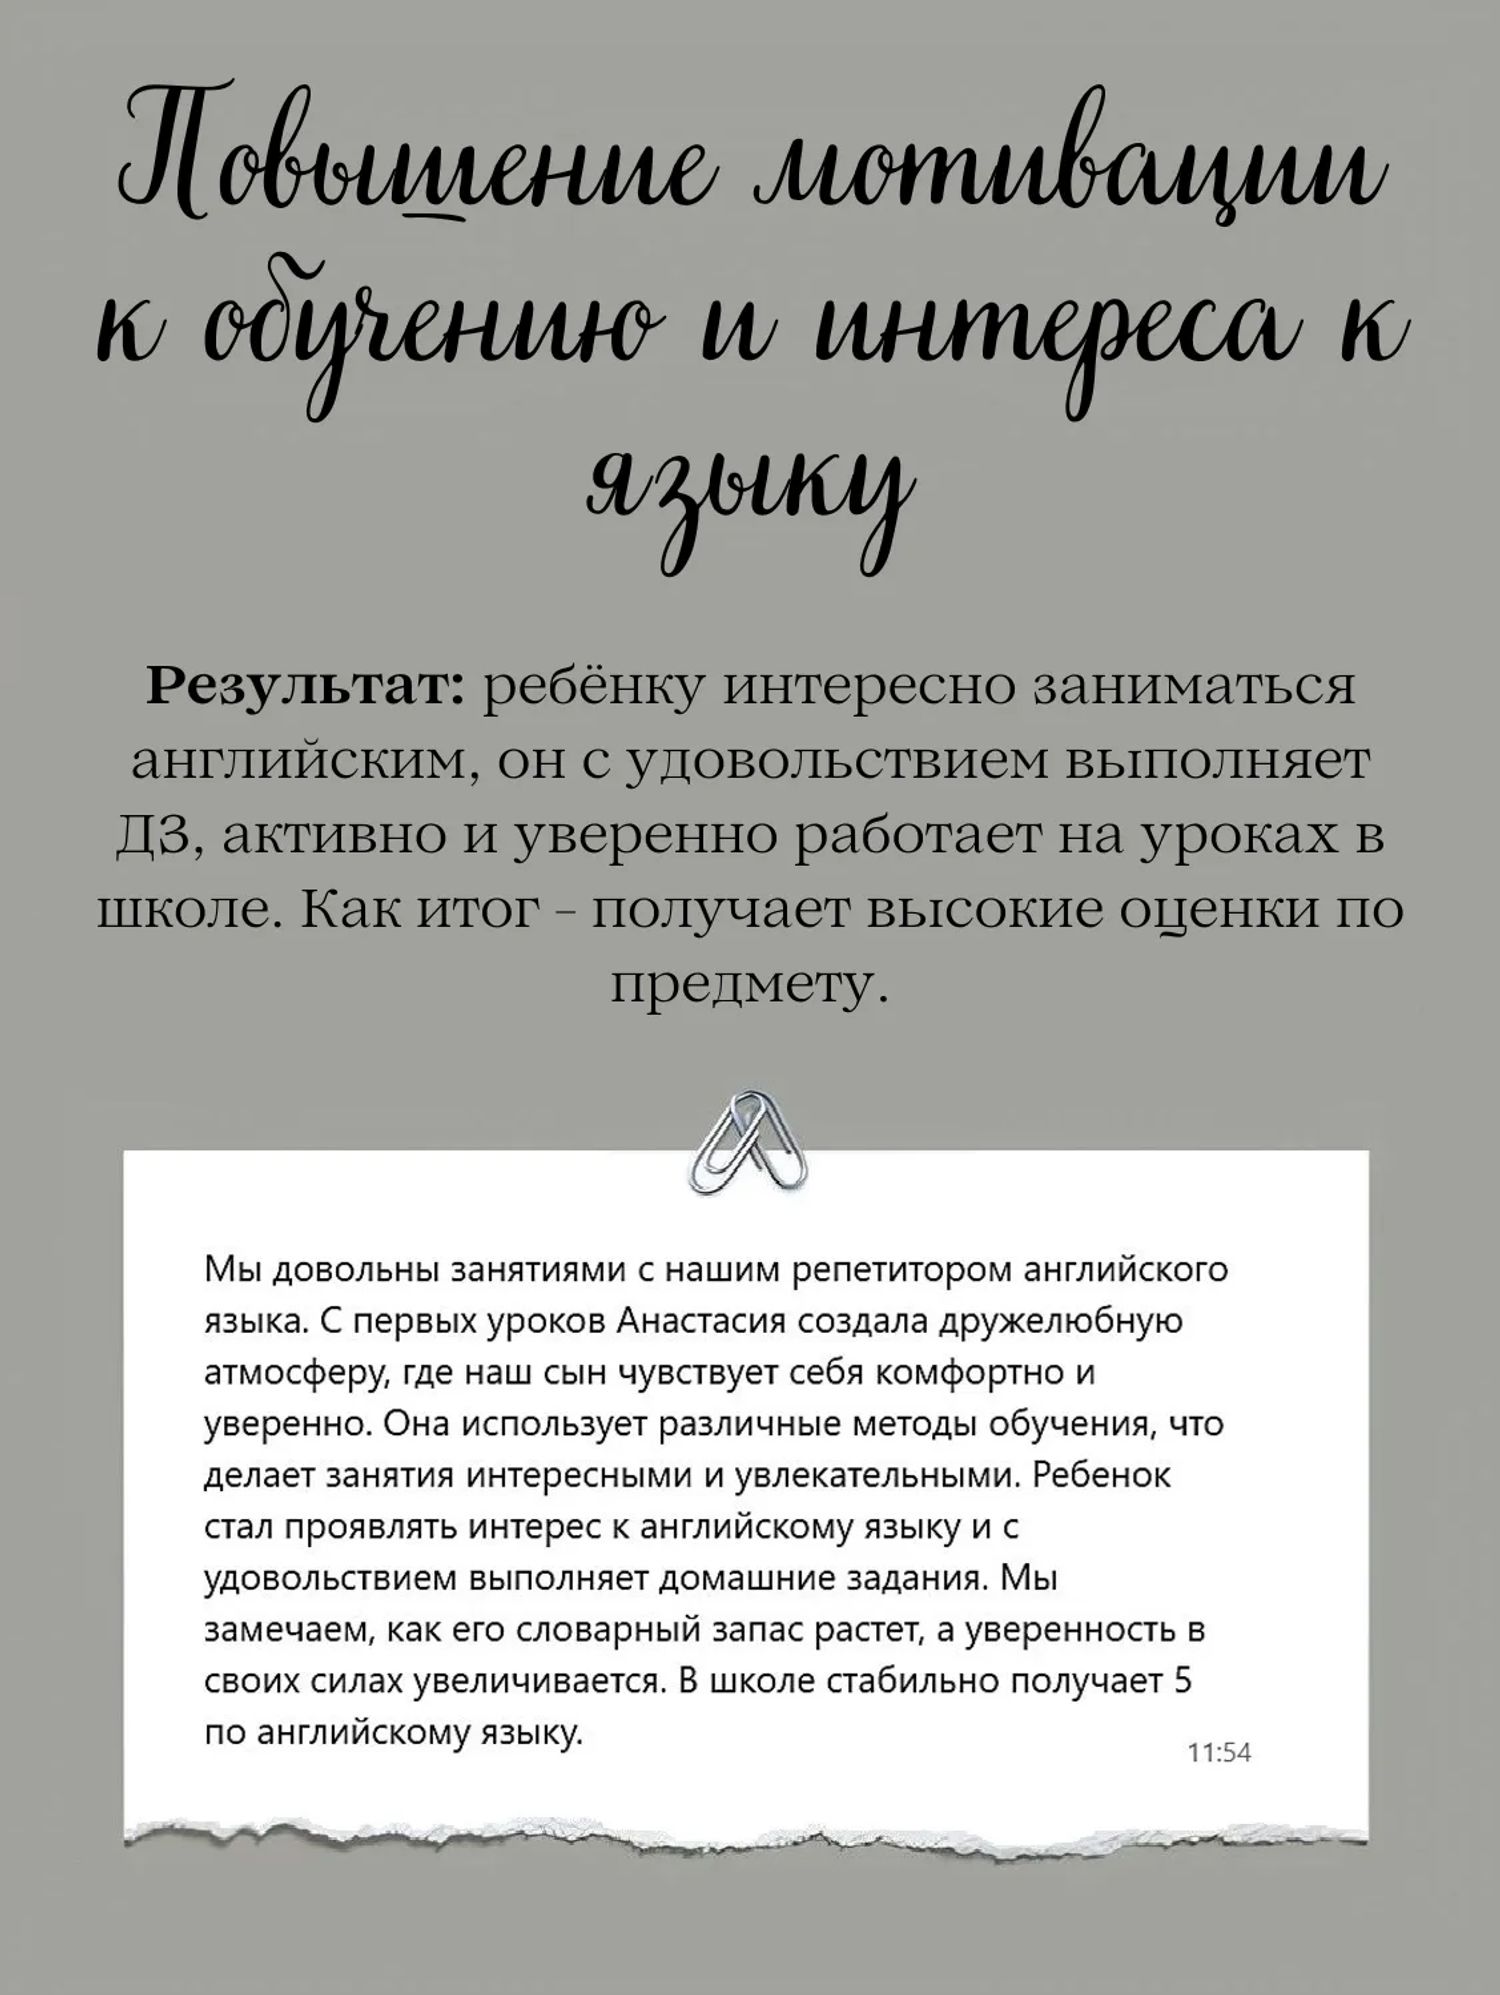 Повышение мотивации
к обучению и интереса к
языку
Результат: ребёнку интересно заниматься
английским, он с удовольствием выполняет
ДЗ, активно и уверенно работает на уроках в
школе. Как итог - получает высокие оценки по
предмету.
Мы довольны занятиями с нашим репетитором английского
языка. С первых уроков Анастасия создала дружелюбную
атмосферу, где наш сын чувствует себя комфортно и
уверенно. Она использует различные методы обучения, что
делает занятия интересными и увлекательными. Ребенок
стал проявлять интерес к английскому языку и с
удовольствием выполняет домашние задания. Мы
замечаем, как его словарный запас растет, а уверенность в
своих силах увеличивается. В школе стабильно получает 5
по английскому языку.
11:54